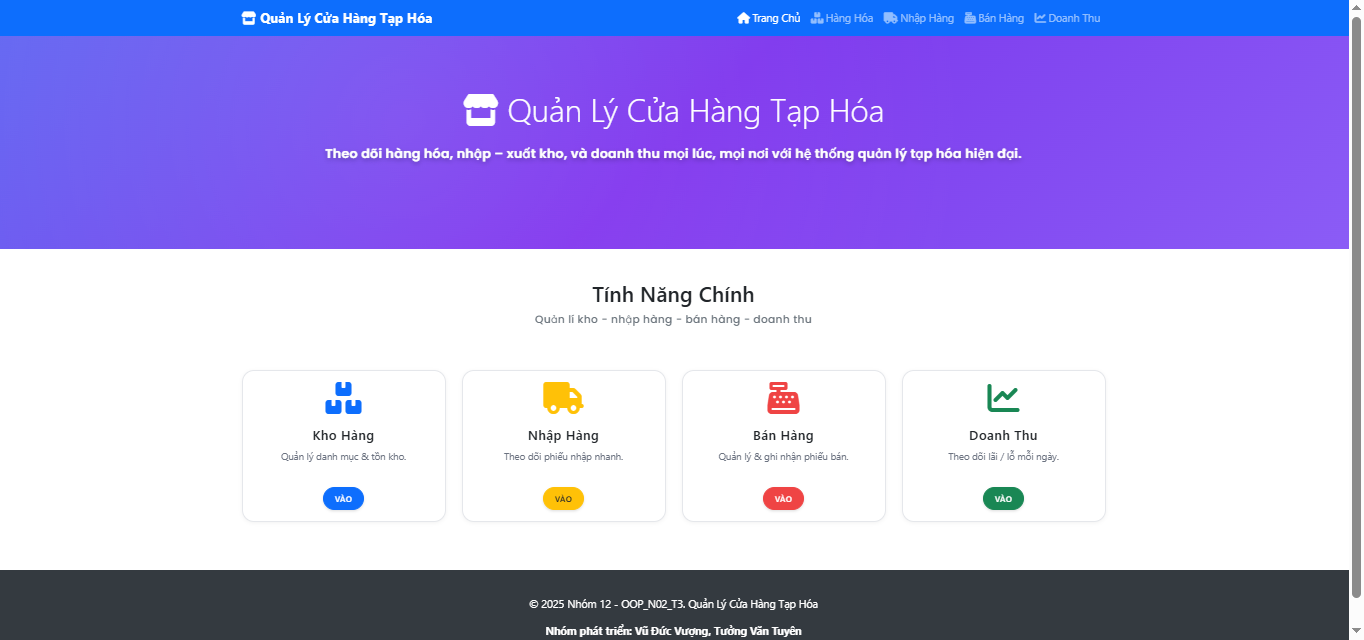 Quản Lý Cửa Hàng Tạp Hóa
Trang Chủ Hàng Hóa Nhập Hàng Bán Hàng Doanh Thu
Quản Lý Cửa Hàng Tạp Hóa
Theo dõi hàng hóa, nhập – xuất kho, và doanh thu mọi lúc, mọi nơi với hệ thống quản lý tạp hóa hiện đại.
Tính Năng Chính
Quản lí kho - nhập hàng - bán hàng - doanh thu
Kho Hàng
Quản lý danh mục & tồn kho.
VÀO
Nhập Hàng
Theo dõi phiếu nhập nhanh.
VÀO
Bán Hàng
Quản lý & ghi nhận phiếu bán.
VÀO
Doanh Thu
Theo dõi lãi / lỗ mỗi ngày.
VÀO
© 2025 Nhóm 12 - OOP_N02_T3. Quản Lý Cửa Hàng Tạp Hóa
Nhóm phát triển: Vũ Đức Vượng, Tưởng Văn Tuyên